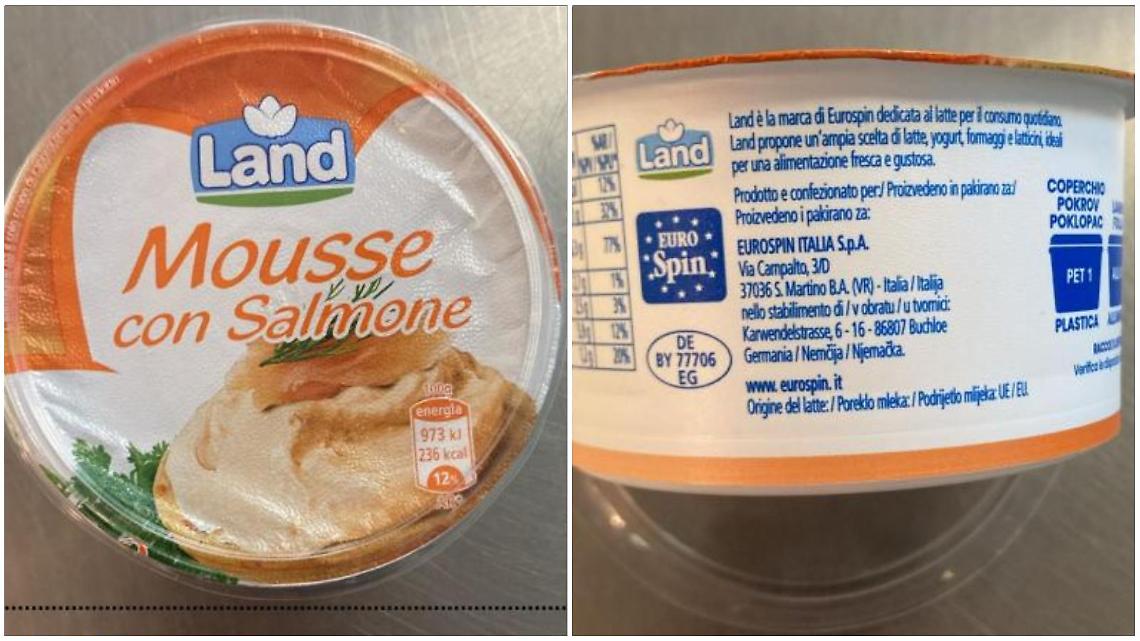 Land
Mousse
con Salmone
100g
energia
973 kJ
236 kcal
12%
Land
Land è la marca di Eurospin dedicata al latte per il consumo quotidiano.
Land propone un'ampia scelta di latte, yogurt, formaggi e latticini, ideali
per una alimentazione fresca e gustosa.
Prodotto e confezionato per:/ Proizvedeno in pakirano za:/
Proizvedeno i pakirano za:
EURO
Spin
EUROSPIN ITALIA S.p.A.
Via Campalto, 3/D
37036 S. Martino B.A. (VR) - Italia / Italija
nello stabilimento di / v obratu / u tvornici:
Karwendelstrasse, 6 - 16 - 86807 Buchloe
Germania / Nemčija / Njemačka.
DE
BY 77706
EG
www. eurospin. it
Origine del latte: / Poreklo mleka: / Podrijetlo mlijeka: UE / EU.
12%
32%
77%
1%
3%
12%
20%
COPERCHIO
POKROV
POKLOPAC
PET 1
PLASTICA